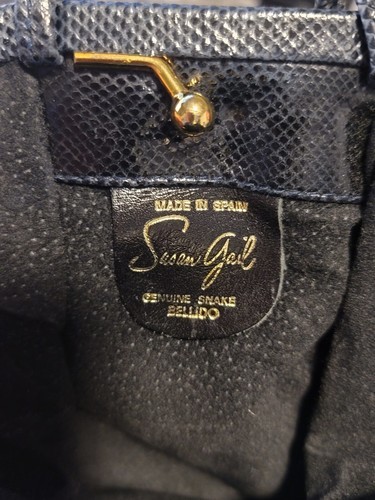 MADE IN SPAIN
Susan Gail
GENUINE SNAKE
BELLIDO